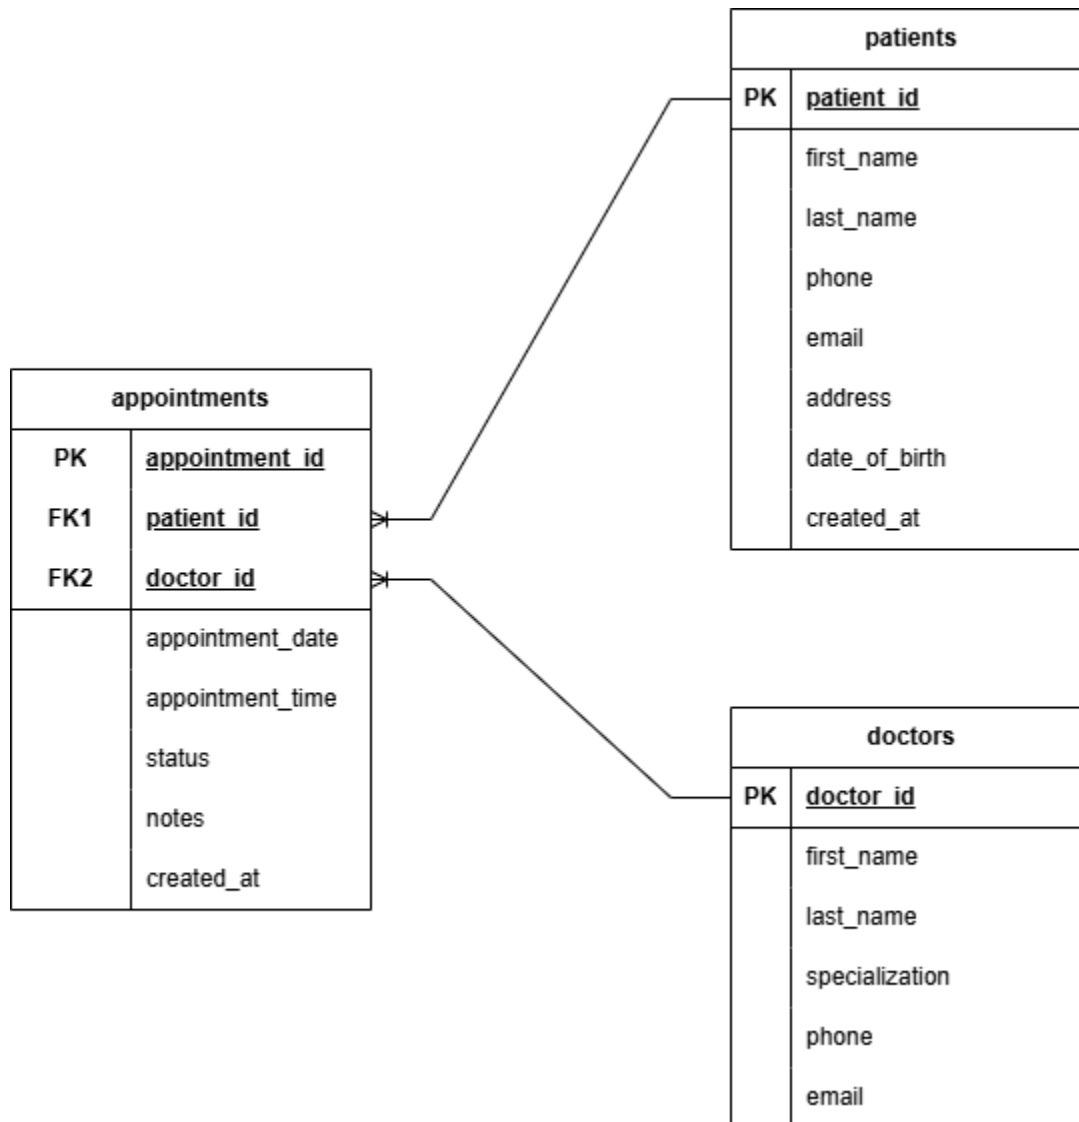 patients
PK patient_id
first_name
last_name
phone
email
address
date_of_birth
created_at
appointments
PK appointment_id
FK1 patient_id
FK2 doctor_id
appointment_date
appointment_time
status
notes
created_at
doctors
PK doctor_id
first_name
last_name
specialization
phone
email